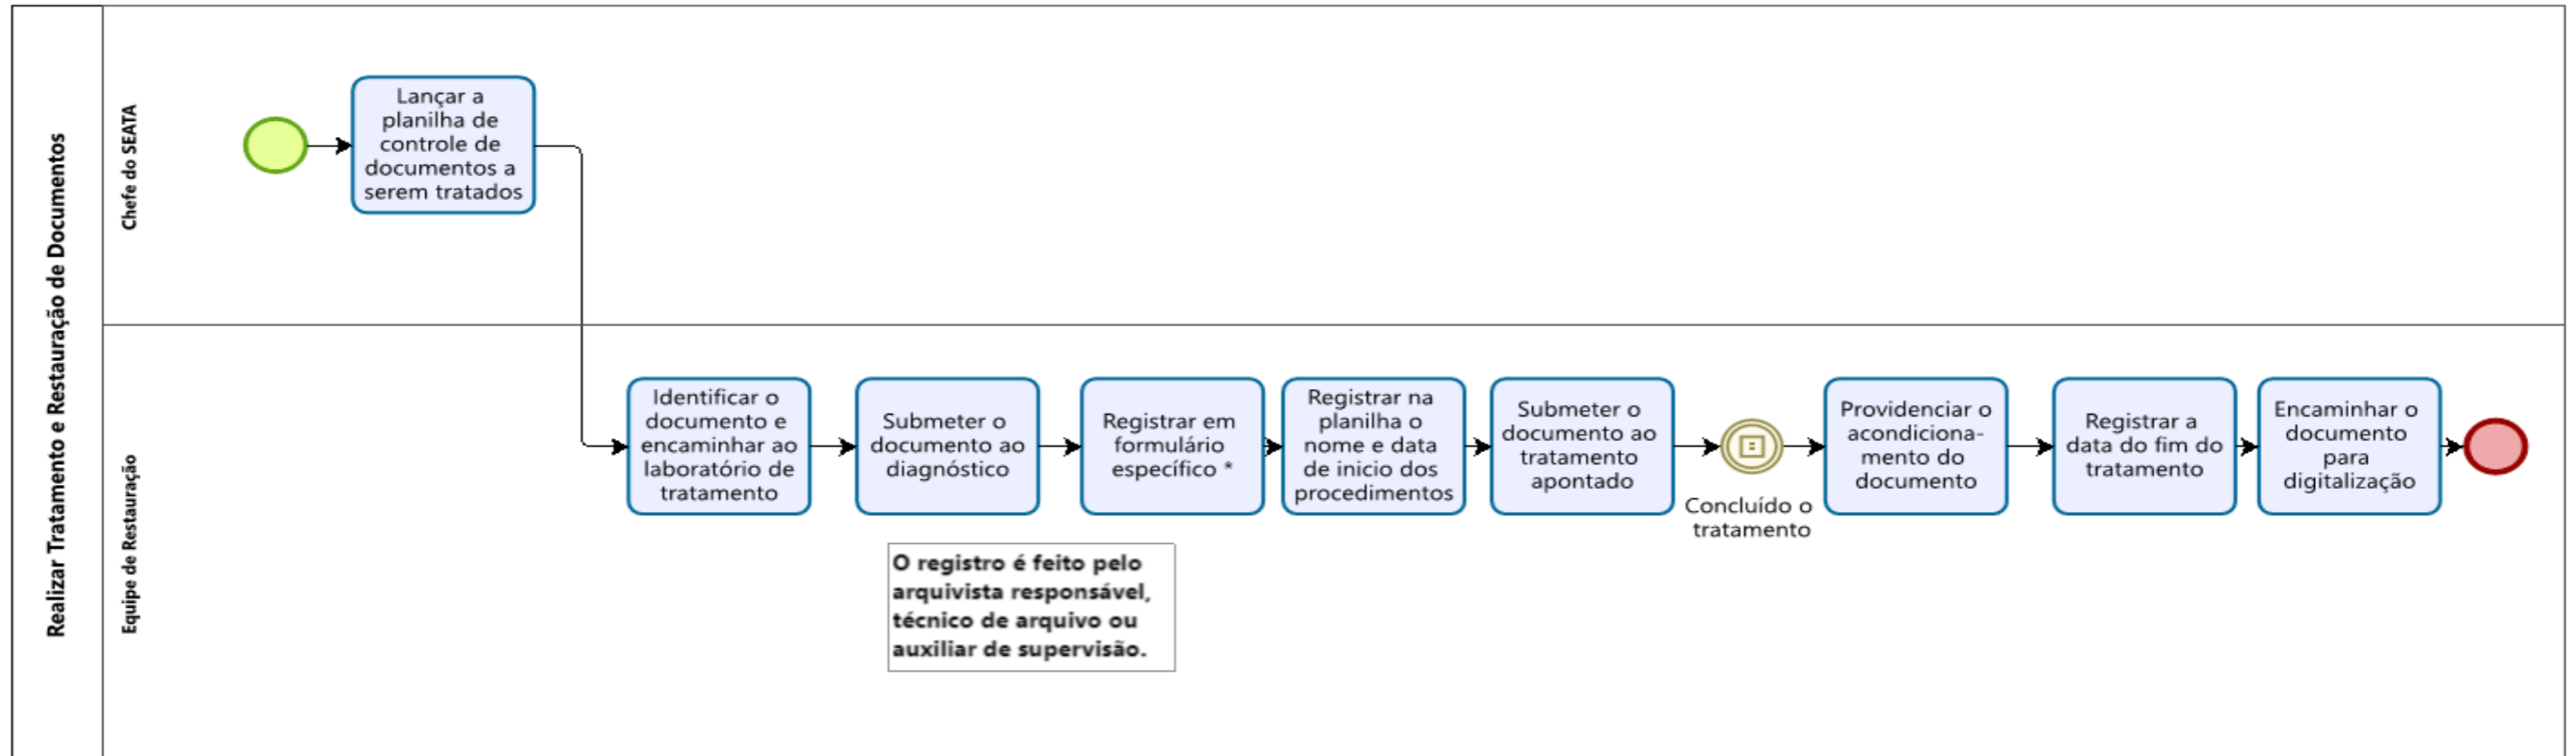 Realizar Tratamento e Restauração de Documentos
Chefe do SEATA
Lançar a
planilha de
controle de
documentos a
serem tratados
Equipe de Restauração
Identificar o
documento e
encaminhar ao
laboratório de
tratamento
Submeter o
documento ao
diagnóstico
Registrar em
formulário
específico *
Registrar na
planilha o
nome e data
de inicio dos
procedimentos
Submeter o
documento ao
tratamento
apontado
Concluído o
tratamento
Providenciar o
acondiciona-
mento do
documento
Registrar a
data do fim do
tratamento
Encaminhar o
documento
para
digitalização
O registro é feito pelo
arquivista responsável,
técnico de arquivo ou
auxiliar de supervisão.